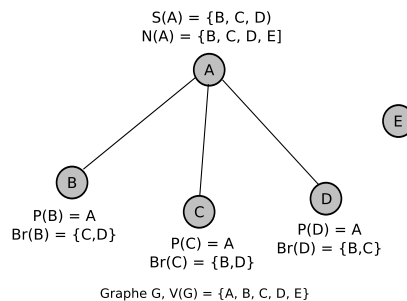 S(A) = {B, C, D)
N(A) = {B, C, D, E]
A
E
B
D
C
P(B) = A
Br(B) = {C,D}
P(D) = A
Br(D) = {B,C}
P(C) = A
Br(C) = {B,D}
Graphe G, V(G) = {A, B, C, D, E}